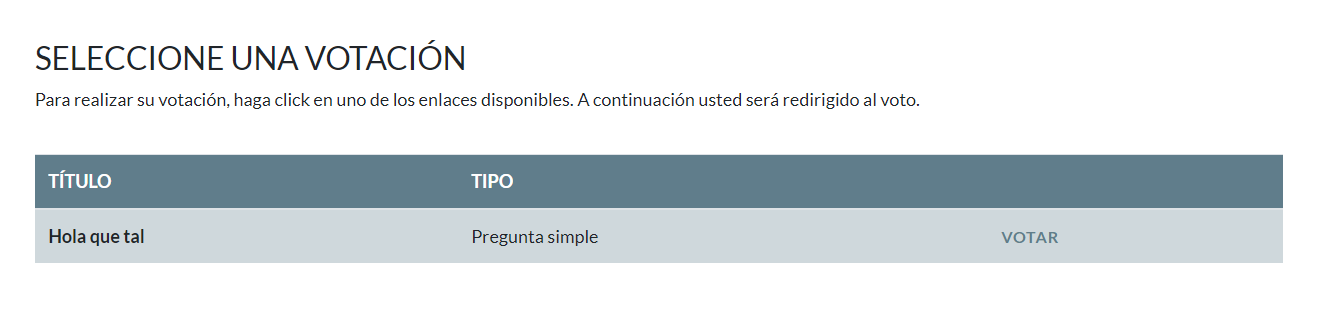 SELECCIONE UNA VOTACIÓN
Para realizar su votación, haga click en uno de los enlaces disponibles. A continuación usted será redirigido al voto.
TÍTULO TIPO
Hola que tal Pregunta simple VOTAR